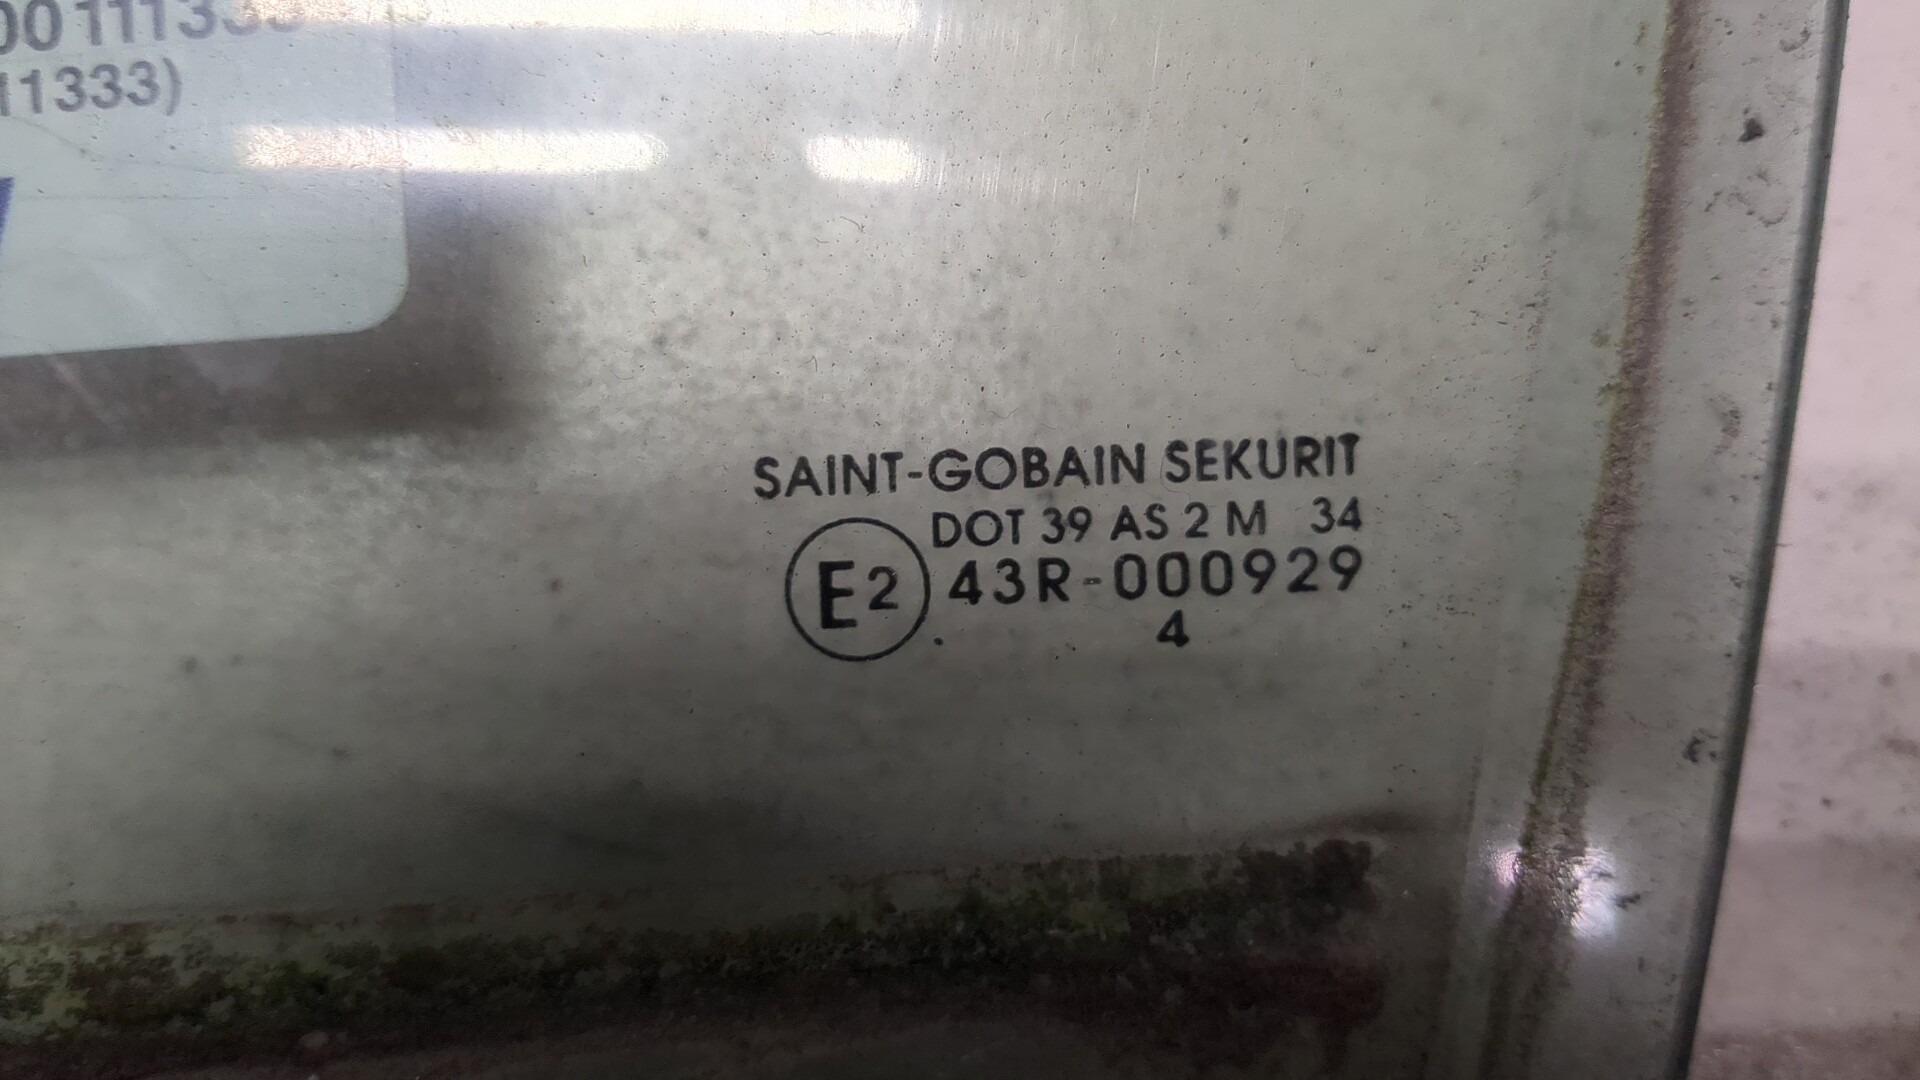 11333)
SAINT-GOBAIN SEKURIT
DOT 39 AS 2 M 34
E2 43R-000929
4